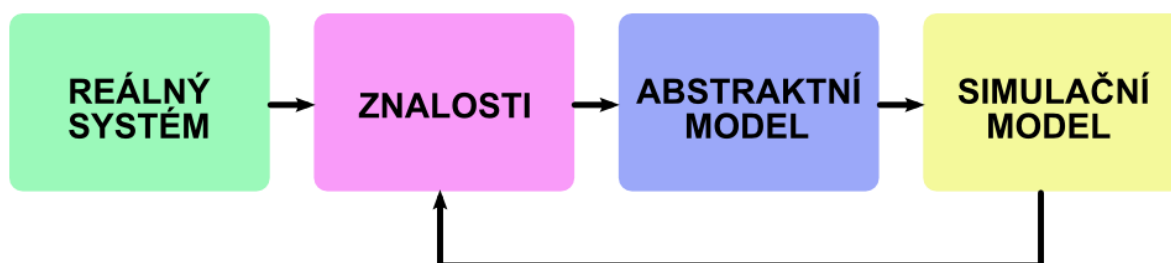 REÁLNÝ
SYSTÉM
ZNALOSTI
ABSTRAKTNÍ
MODEL
SIMULAČNÍ
MODEL